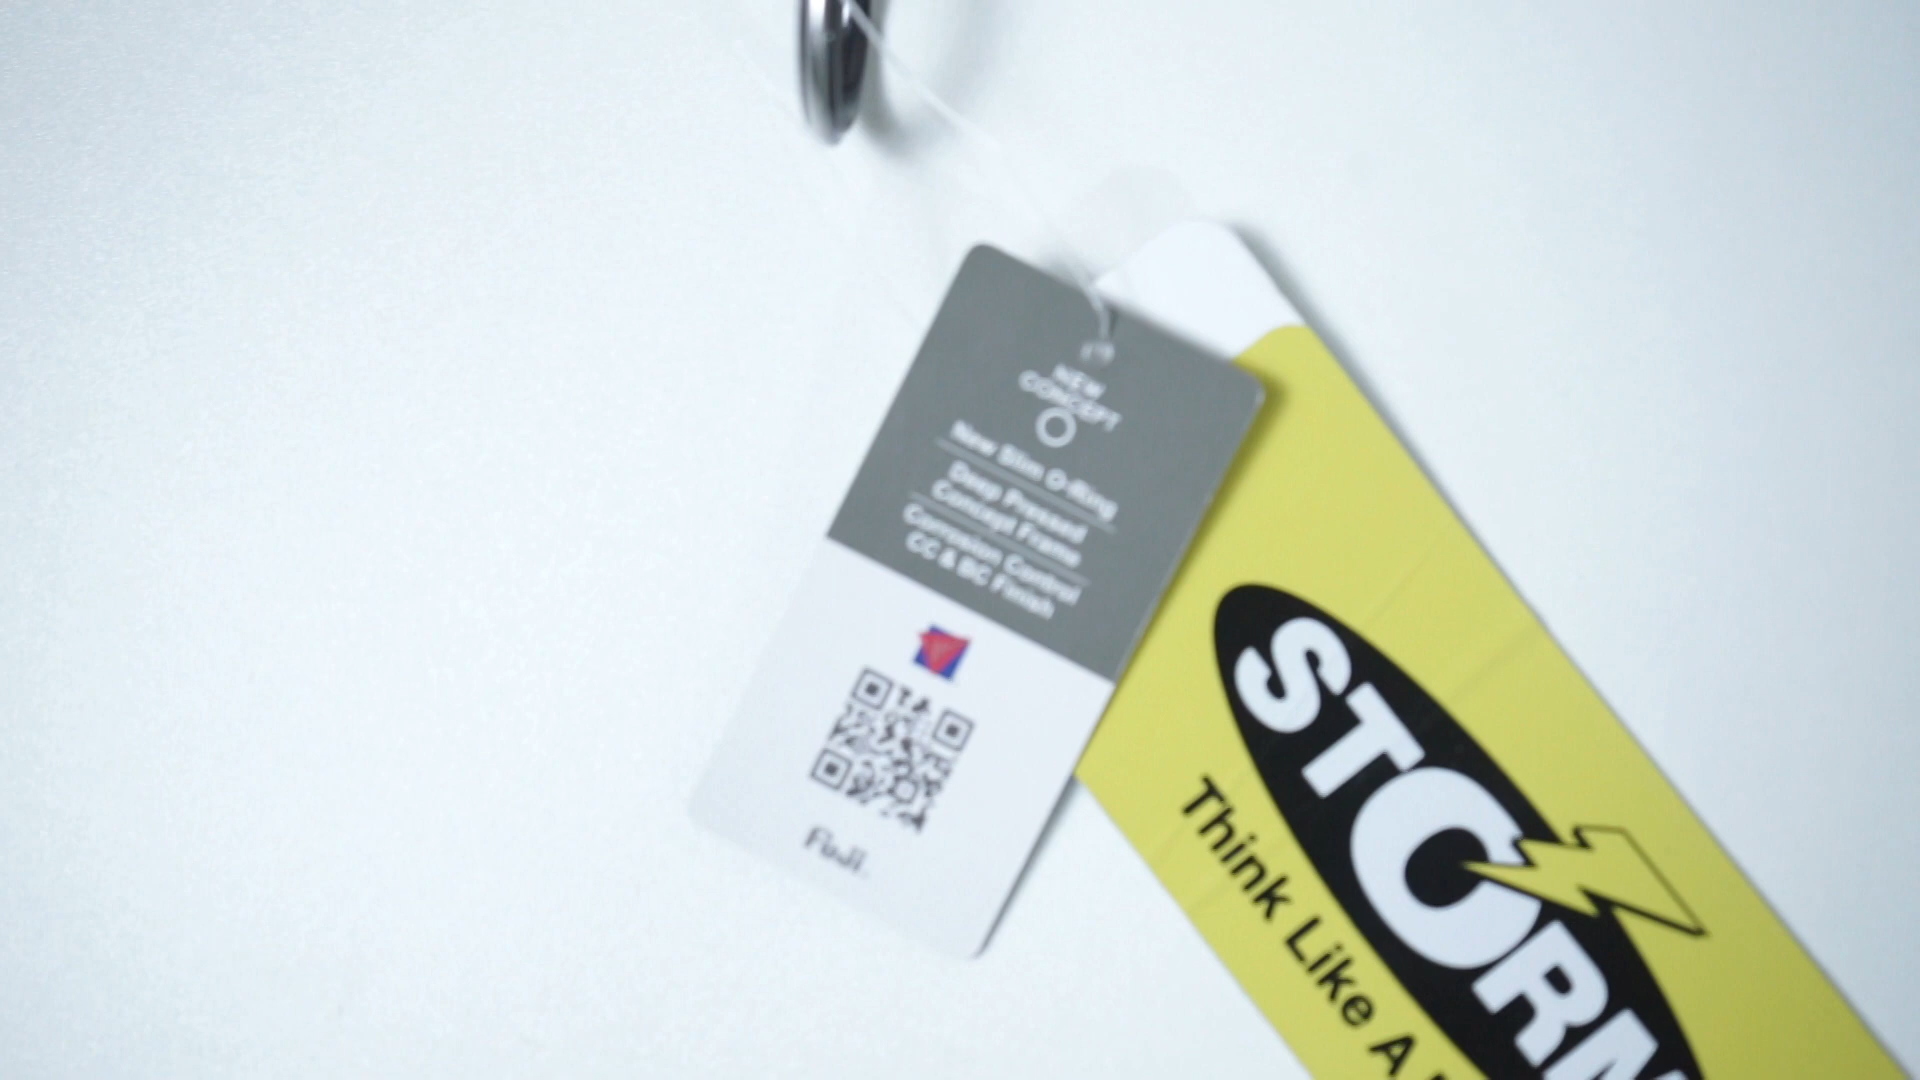 NEW
CONCEPT
O
New Slim O-Ring
Deep Pressed
Concept Frame
Corrosion Control
CC & BC Finish
Fuji
STORM
Think Like A